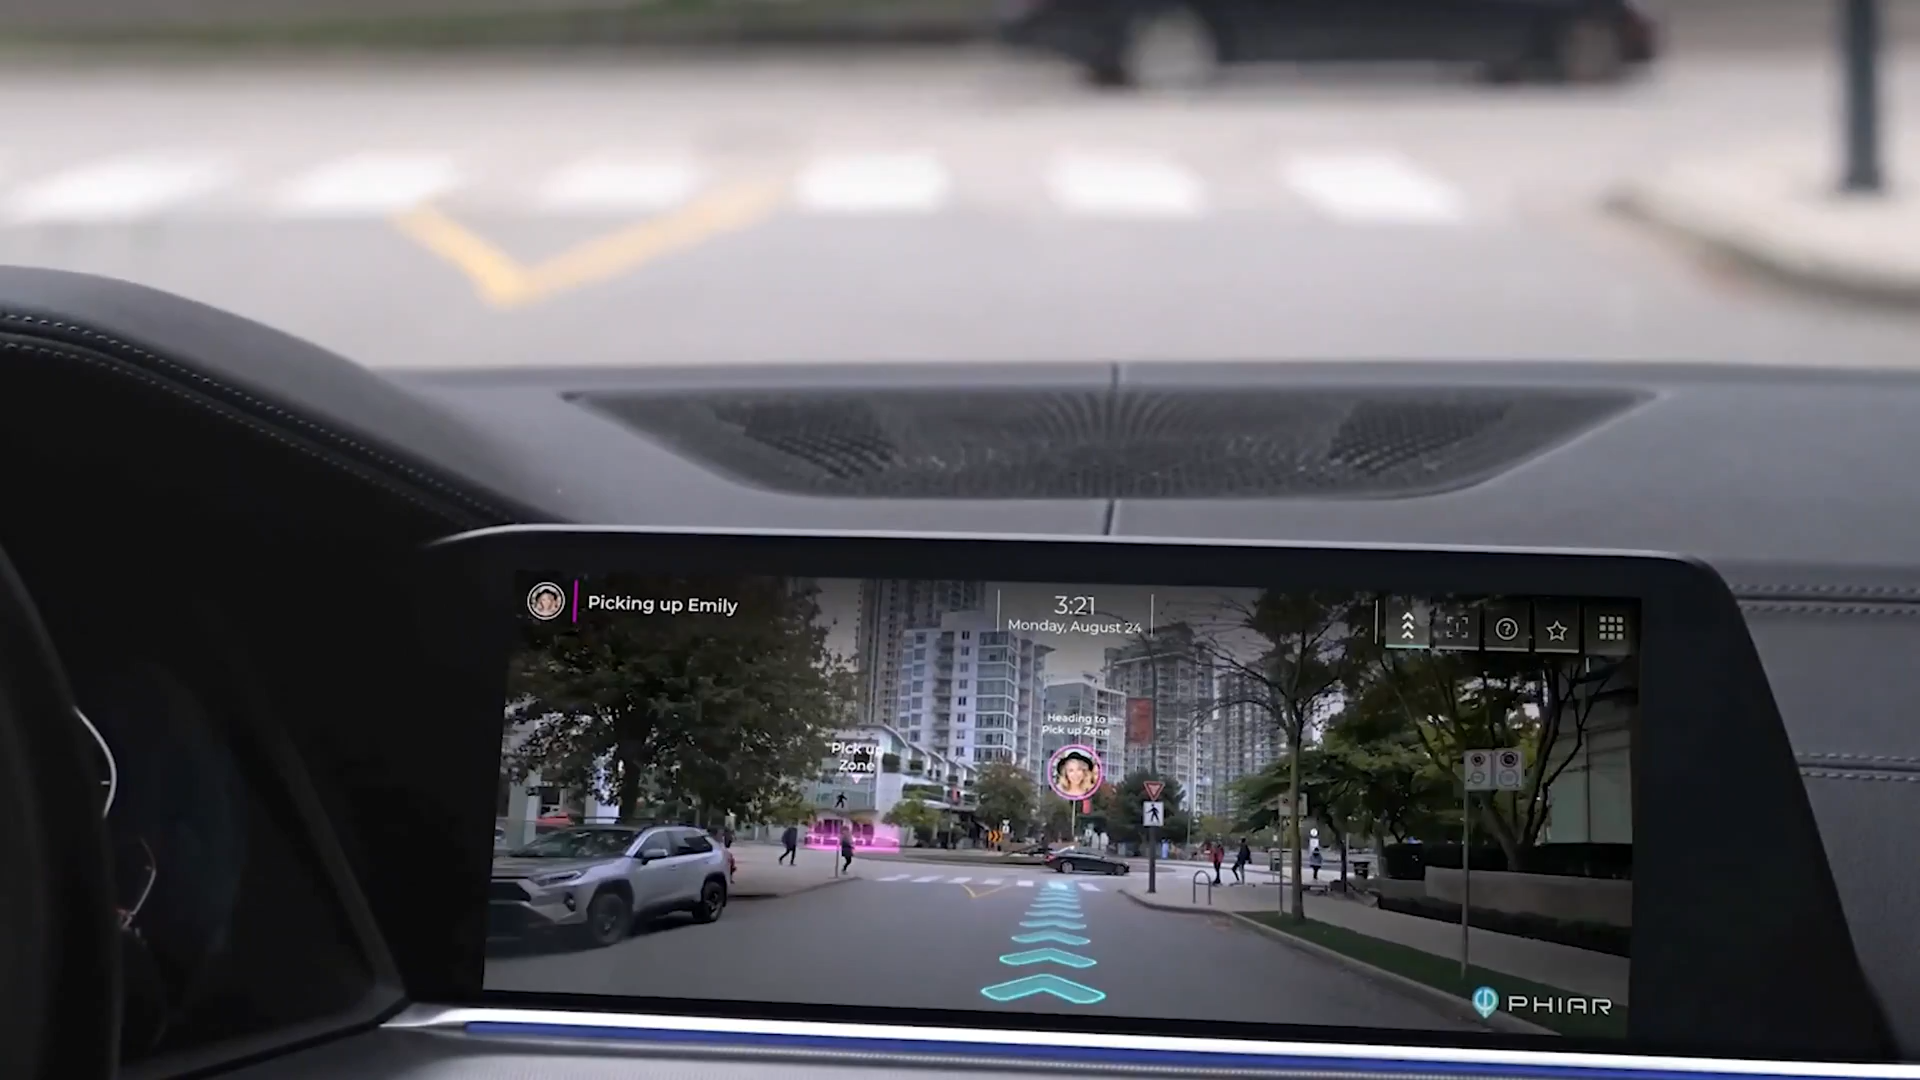 Picking up Emily
3:21
Monday, August 24
Heading to
Pick up Zone
Pick up
Zone
PHIAR